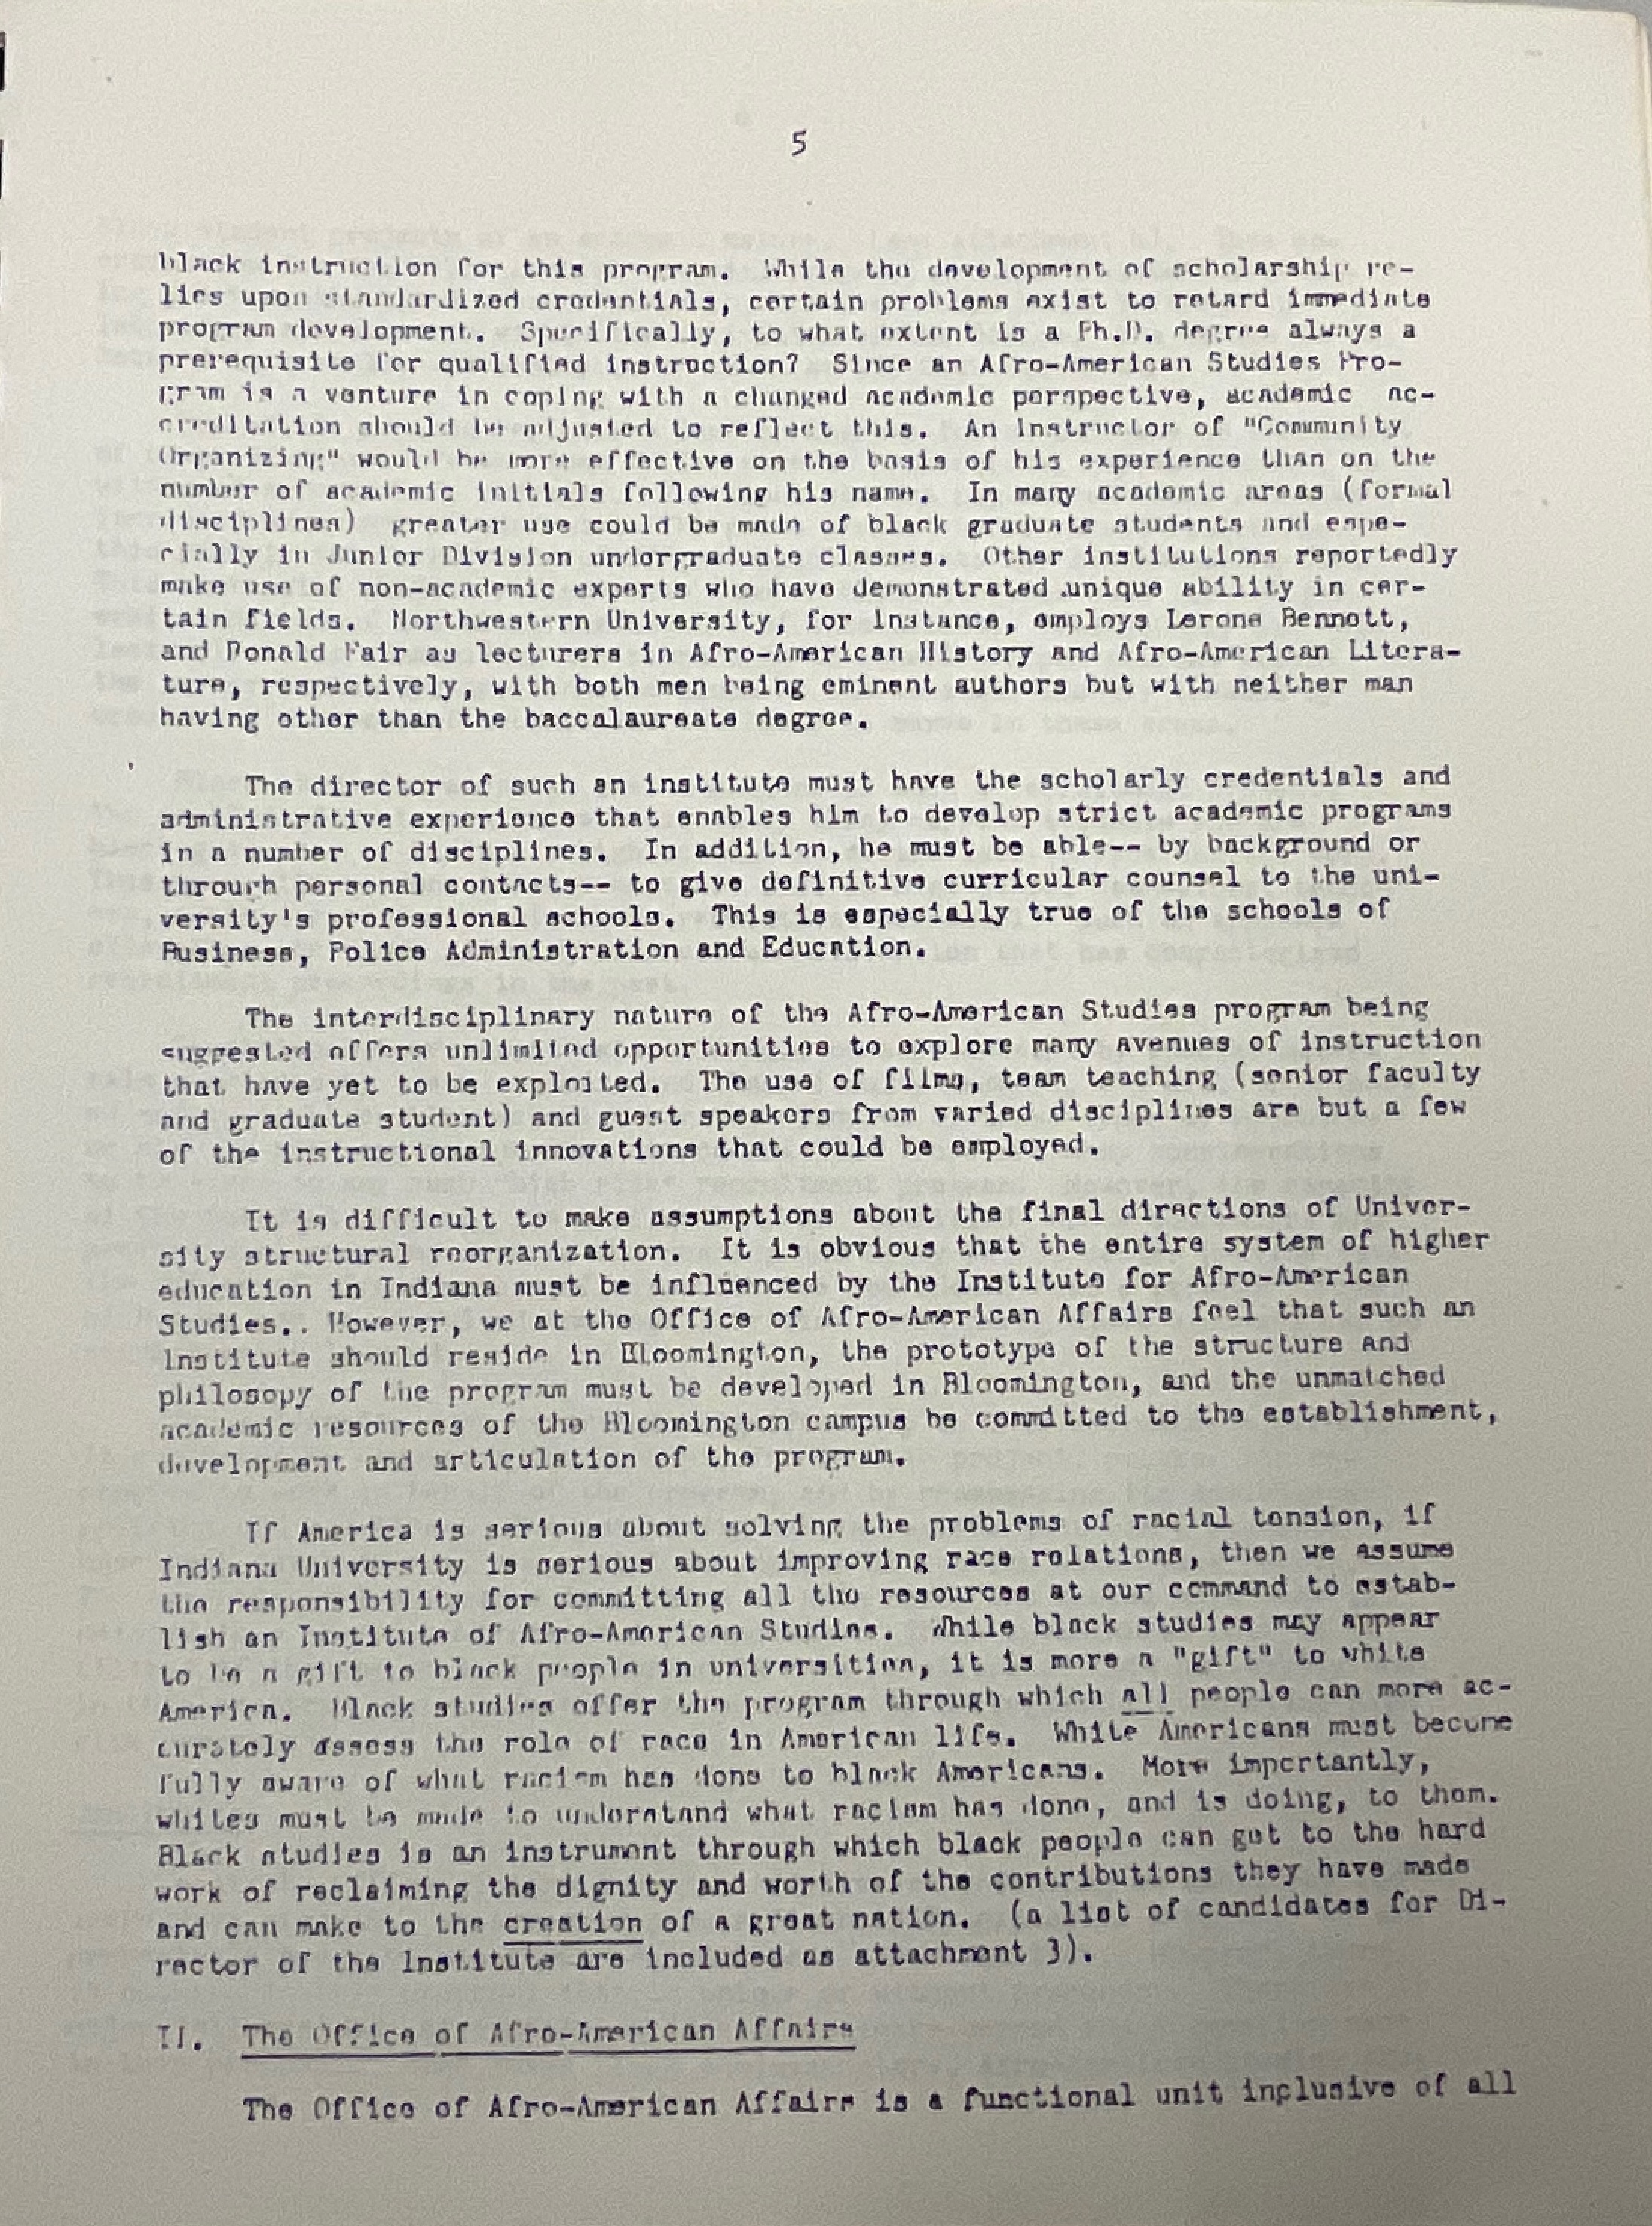 5
black instruction for this program. While the development of scholarship re-
lies upon standardized credentials, certain problems exist to retard immediate
program development. Specifically, to what extent is a Ph.D. degree always a
prerequisite for qualified instruction? Since an Afro-American Studies Pro-
gram is a venture in coping with a changed academic perspective, academic ac-
creditation should be adjusted to reflect this. An Instructor of "Community
Organizing" would be more effective on the basis of his experience than on the
number of academic initials following his name. In many academic areas (formal
disciplines) greater use could be made of black graduate students and espe-
cially in Junior Division undergraduate classes. Other institutions reportedly
make use of non-academic experts who have demonstrated unique ability in cer-
tain fields. Northwestern University, for instance, employs Lerone Bennott,
and Donald Fair as lecturers in Afro-American History and Afro-American Litera-
ture, respectively, with both men being eminent authors but with neither man
having other than the baccalaureate degree.
The director of such an institute must have the scholarly credentials and
administrative experience that enables him to develop strict academic programs
in a number of disciplines. In addition, he must be able-- by background or
through personal contacts-- to give definitive curricular counsel to the uni-
versity's professional schools. This is especially true of the schools of
Business, Police Administration and Education.
The interdisciplinary nature of the Afro-American Studies program being
suggested offers unlimited opportunities to explore many avenues of instruction
that have yet to be exploited. The use of films, team teaching (senior faculty
and graduate student) and guest speakers from varied disciplines are but a few
of the instructional innovations that could be employed.
It is difficult to make assumptions about the final directions of Univer-
sity structural reorganization. It is obvious that the entire system of higher
education in Indiana must be influenced by the Institute for Afro-American
Studies.. However, we at the Office of Afro-American Affairs feel that such an
Institute should reside in Bloomington, the prototype of the structure and
philosopy of the program must be developed in Bloomington, and the unmatched
academic resources of the Bloomington campus be committed to the establishment,
development and articulation of the program.
If America is serious about solving the problems of racial tension, if
Indiana University is serious about improving race relations, then we assume
the responsibility for committing all the resources at our command to estab-
lish an Institute of Afro-American Studies. While black studies may appear
to be a gift to black people in universities, it is more a "gift" to white
America. Black studies offer the program through which all people can more ac-
curately assess the role of race in American life. White Americans must become
fully aware of what racism has done to black Americans. More importantly,
whites must be made to understand what racism has done, and is doing, to them.
Black studies is an instrument through which black people can get to the hard
work of reclaiming the dignity and worth of the contributions they have made
and can make to the creation of a great nation. (a list of candidates for Di-
rector of the Institute are included as attachment 3).
II. The Office of Afro-American Affairs
The Office of Afro-American Affairs is a functional unit inclusive of all